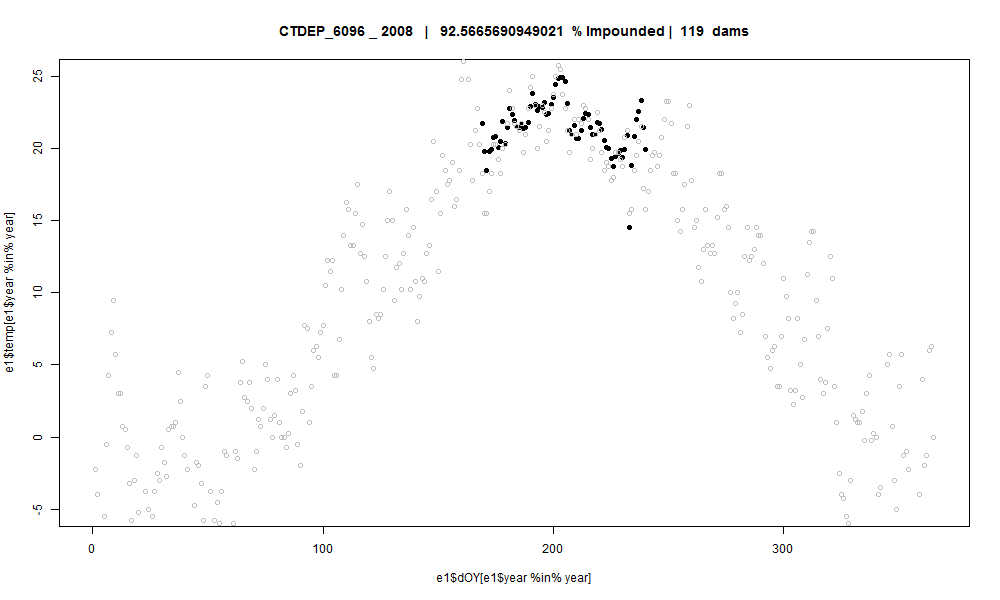 CTDEP_6096 _ 2008 | 92.5665690949021 % Impounded | 119 dams
25
20
15
10
5
0
-5
e1$temp[e1$year %in% year]
0 100 200 300
e1$dOY[e1$year %in% year]